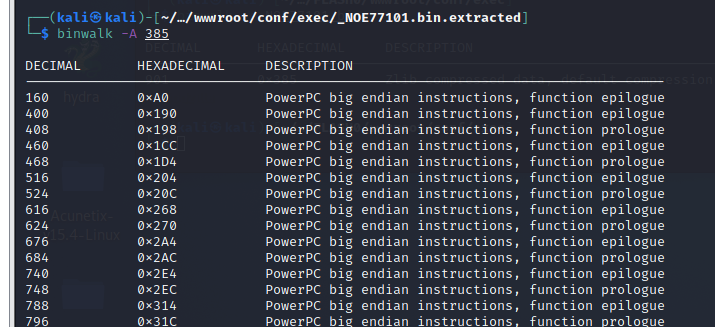 ┌──(kali㉿kali)-[~/…/wwwroot/conf/exec/_NOE77101.bin.extracted]
└─$ binwalk -A 385
DECIMAL HEXADECIMAL DESCRIPTION
160 0×A0 PowerPC big endian instructions, function epilogue
400 0×190 PowerPC big endian instructions, function epilogue
408 0×198 PowerPC big endian instructions, function prologue
460 0×1CC PowerPC big endian instructions, function epilogue
468 0×1D4 PowerPC big endian instructions, function prologue
516 0×204 PowerPC big endian instructions, function epilogue
524 0×20C PowerPC big endian instructions, function prologue
616 0×268 PowerPC big endian instructions, function epilogue
624 0×270 PowerPC big endian instructions, function prologue
676 0×2A4 PowerPC big endian instructions, function epilogue
684 0×2AC PowerPC big endian instructions, function prologue
740 0×2E4 PowerPC big endian instructions, function epilogue
748 0×2EC PowerPC big endian instructions, function prologue
788 0×314 PowerPC big endian instructions, function epilogue
796 0×31C PowerPC big endian instructions, function prologue
hydra
Acunetix-
15.4-Linux